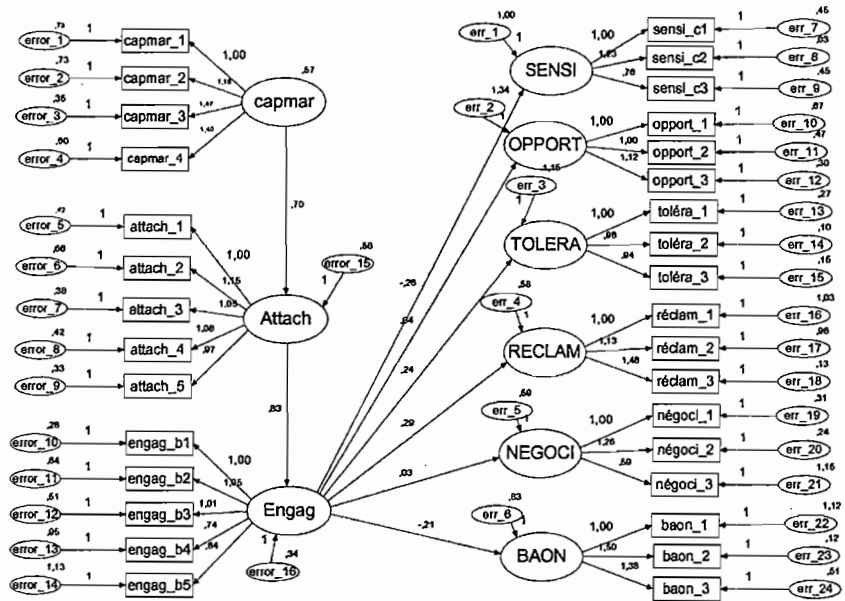 ,73
error_1
1
capmar_1
1,00
,73
error_2
1
capmar_2
1,18
,35
error_3
1
capmar_3
1,47
,60
error_4
1
capmar_4
,57
capmar
,70
,47
error_5
1
attach_1
1,00
,66
error_6
1
attach_2
1,15
,38
error_7
1
attach_3
1,05
,42
error_8
1
attach_4
1,08
,33
error_9
1
attach_5
,97
,58
error_15
1
Attach
,83
,28
error_10
1
engag_b1
1,00
,84
error_11
1
engag_b2
1,05
,51
error_12
1
engag_b3
1,01
,95
error_13
1
engag_b4
,74
1,13
error_14
1
engag_b5
,84
Engag
1
,34
error_16
1,00
err_1
1
SENSI
1,00
sensi_c1
1
,45
err_7
1,23
sensi_c2
1
,03
err_8
,78
sensi_c3
1
,45
err_9
1,34
err_2
OPPORT
1,00
opport_1
1
,67
err_10
1,00
opport_2
1
,47
err_11
1,12
opport_3
1
,30
err_12
1,15
err_3
1
TOLERA
1,00
toléra_1
1
,27
err_13
,98
toléra_2
1
,10
err_14
,94
toléra_3
1
,15
err_15
-,26
,24
,29
,03
-,21
,58
err_4
1
RECLAM
1,00
réclam_1
1
1,03
err_16
1,13
réclam_2
1
,96
err_17
1,48
réclam_3
1
,13
err_18
,59
err_5
1
NEGOCI
1,00
négoci_1
1
,31
err_19
1,26
négoci_2
1
,24
err_20
,59
négoci_3
1
1,15
err_21
,83
err_6
1
BAON
1,00
baon_1
1
1,12
err_22
1,50
baon_2
1
,12
err_23
1,38
baon_3
1
,51
err_24